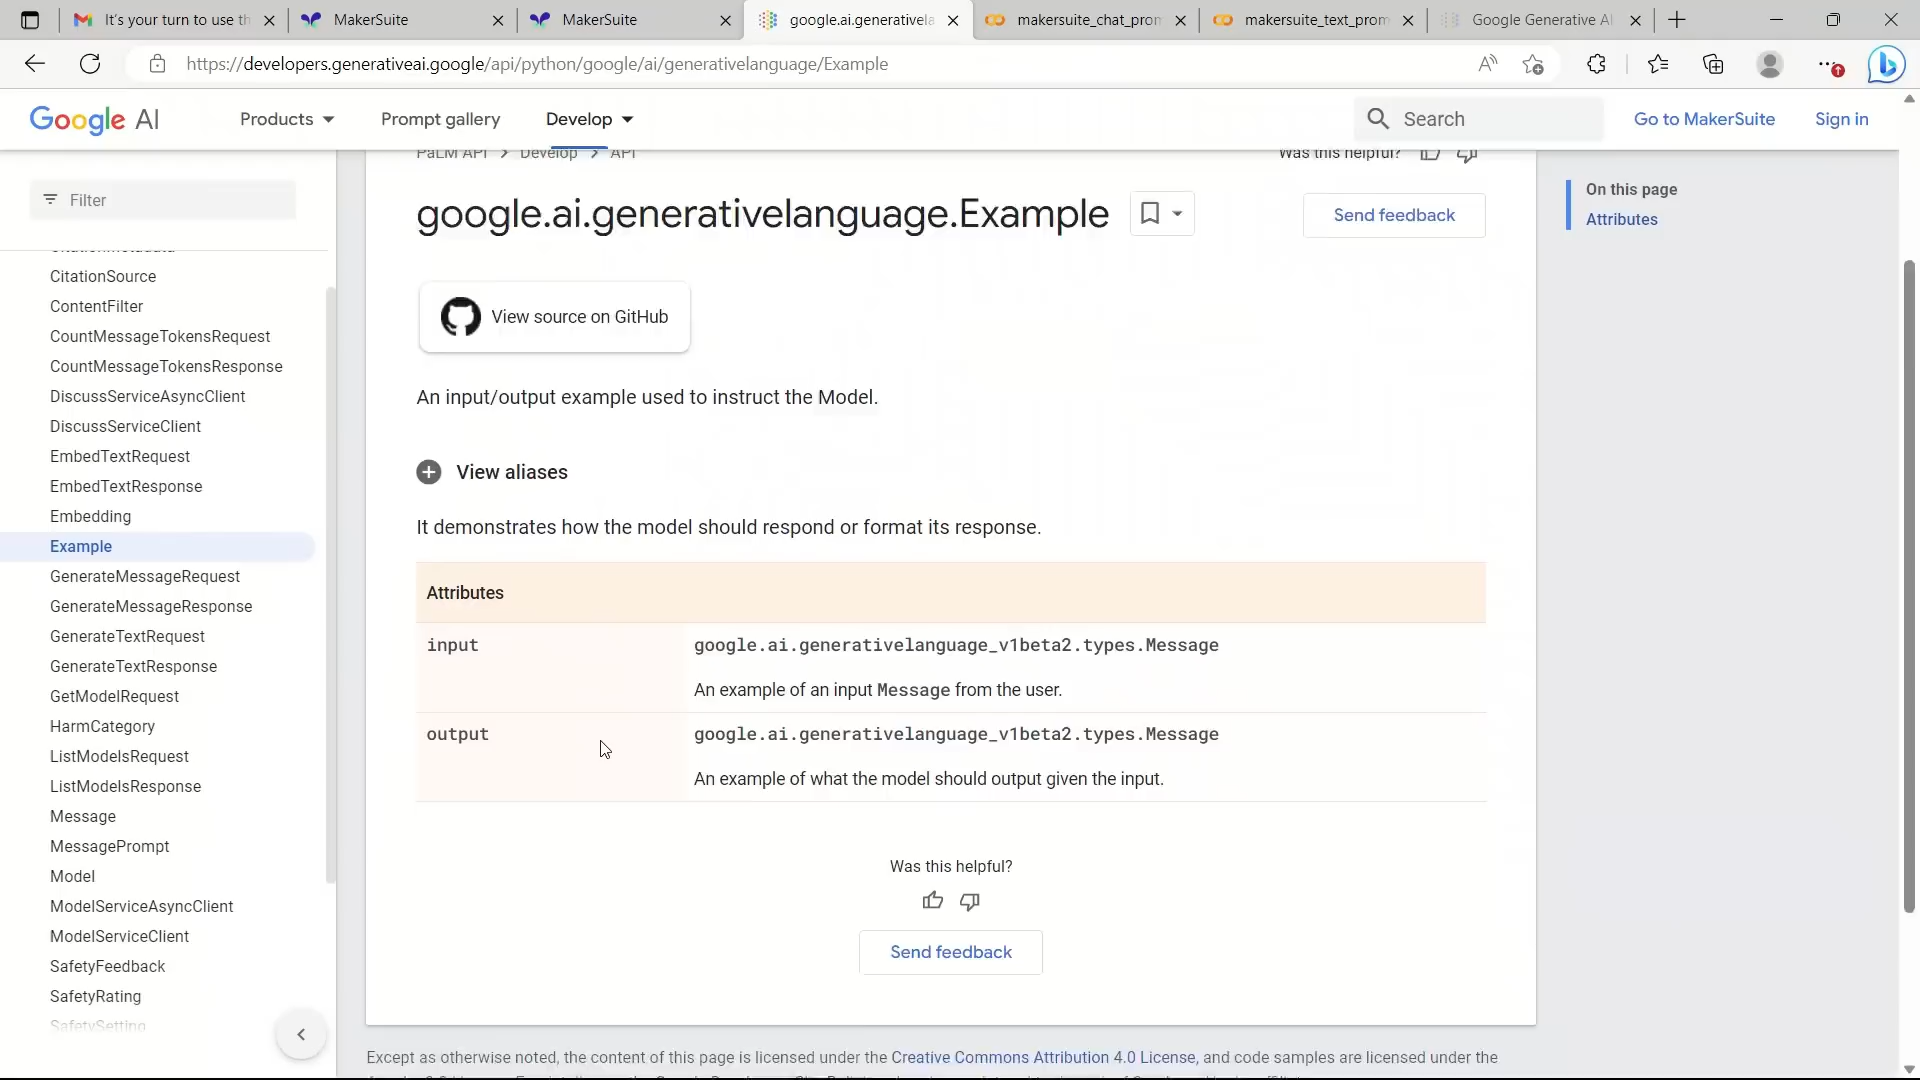 It's your turn to use th
MakerSuite
MakerSuite
google.ai.generativela
makersuite_chat_prom
makersuite_text_prom
Google Generative AI
https://developers.generativeai.google/api/python/google/ai/generativelanguage/Example
Google AI
Products
Prompt gallery
Develop
Search
Go to MakerSuite
Sign in
PaLM API > Develop > API
Was this helpful?
Filter
google.ai.generativelanguage.Example
Send feedback
On this page
Attributes
CitationMetadata
CitationSource
ContentFilter
CountMessageTokensRequest
CountMessageTokensResponse
DiscussServiceAsyncClient
DiscussServiceClient
EmbedTextRequest
EmbedTextResponse
Embedding
Example
GenerateMessageRequest
GenerateMessageResponse
GenerateTextRequest
GenerateTextResponse
GetModelRequest
HarmCategory
ListModelsRequest
ListModelsResponse
Message
MessagePrompt
Model
ModelServiceAsyncClient
ModelServiceClient
SafetyFeedback
SafetyRating
SafetySetting
View source on GitHub
An input/output example used to instruct the Model.
View aliases
It demonstrates how the model should respond or format its response.
Attributes
input
google.ai.generativelanguage_v1beta2.types.Message
An example of an input Message from the user.
output
google.ai.generativelanguage_v1beta2.types.Message
An example of what the model should output given the input.
Was this helpful?
Send feedback
Except as otherwise noted, the content of this page is licensed under the Creative Commons Attribution 4.0 License, and code samples are licensed under the